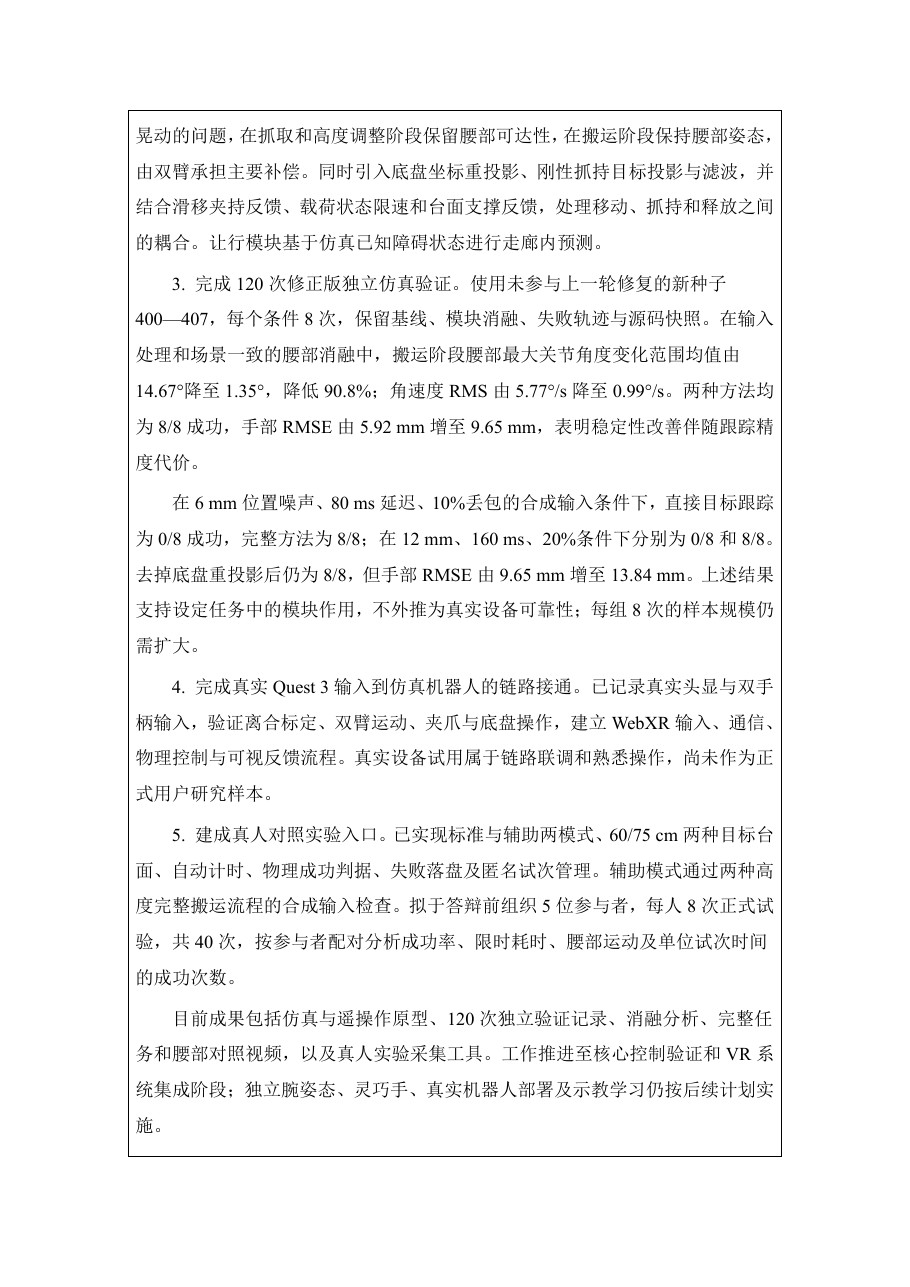 晃动的问题，在抓取和高度调整阶段保留腰部可达性，在搬运阶段保持腰部姿态，
由双臂承担主要补偿。同时引入底盘坐标重投影、刚性抓持目标投影与滤波，并
结合滑移夹持反馈、载荷状态限速和台面支撑反馈，处理移动、抓持和释放之间
的耦合。让行模块基于仿真已知障碍状态进行走廊内预测。
3. 完成 120 次修正版独立仿真验证。使用未参与上一轮修复的新种子
400—407，每个条件 8 次，保留基线、模块消融、失败轨迹与源码快照。在输入
处理和场景一致的腰部消融中，搬运阶段腰部最大关节角度变化范围均值由
14.67°降至 1.35°，降低 90.8%；角速度 RMS 由 5.77°/s 降至 0.99°/s。两种方法均
为 8/8 成功，手部 RMSE 由 5.92 mm 增至 9.65 mm，表明稳定性改善伴随跟踪精
度代价。
在 6 mm 位置噪声、80 ms 延迟、10%丢包的合成输入条件下，直接目标跟踪
为 0/8 成功，完整方法为 8/8；在 12 mm、160 ms、20%条件下分别为 0/8 和 8/8。
去掉底盘重投影后仍为 8/8，但手部 RMSE 由 9.65 mm 增至 13.84 mm。上述结果
支持设定任务中的模块作用，不外推为真实设备可靠性；每组 8 次的样本规模仍
需扩大。
4. 完成真实 Quest 3 输入到仿真机器人的链路接通。已记录真实头显与双手
柄输入，验证离合标定、双臂运动、夹爪与底盘操作，建立 WebXR 输入、通信、
物理控制与可视反馈流程。真实设备试用属于链路联调和熟悉操作，尚未作为正
式用户研究样本。
5. 建成真人对照实验入口。已实现标准与辅助两模式、60/75 cm 两种目标台
面、自动计时、物理成功判据、失败落盘及匿名试次管理。辅助模式通过两种高
度完整搬运流程的合成输入检查。拟于答辩前组织 5 位参与者，每人 8 次正式试
验，共 40 次，按参与者配对分析成功率、限时耗时、腰部运动及单位试次时间
的成功次数。
目前成果包括仿真与遥操作原型、120 次独立验证记录、消融分析、完整任
务和腰部对照视频，以及真人实验采集工具。工作推进至核心控制验证和 VR 系
统集成阶段；独立腕姿态、灵巧手、真实机器人部署及示教学习仍按后续计划实
施。